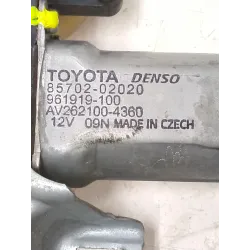 TOYOTA DENSO
85702-02020
961919-100
AV262100-4360
12V 09N MADE IN CZECH